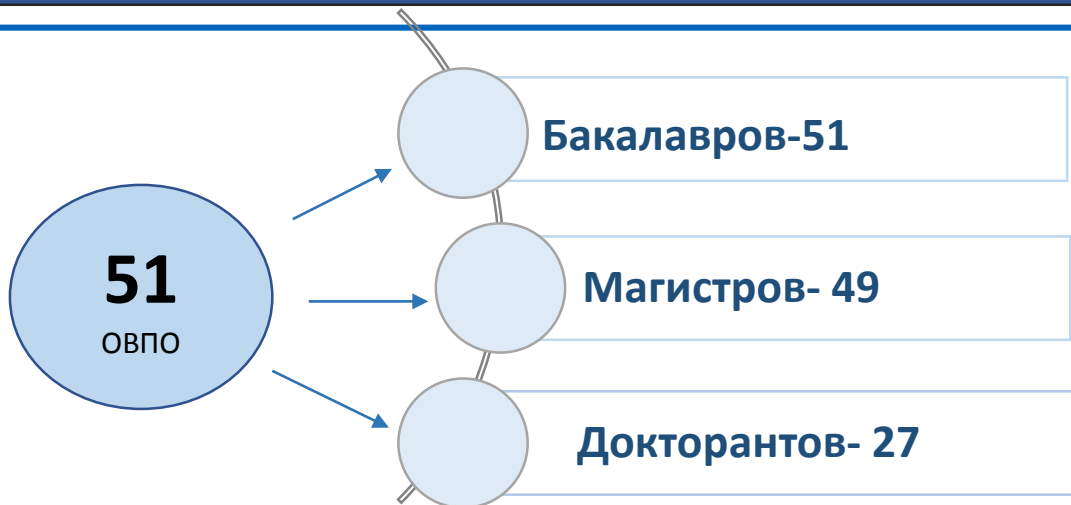 51
ОВПО
Бакалавров-51
Магистров- 49
Докторантов- 27